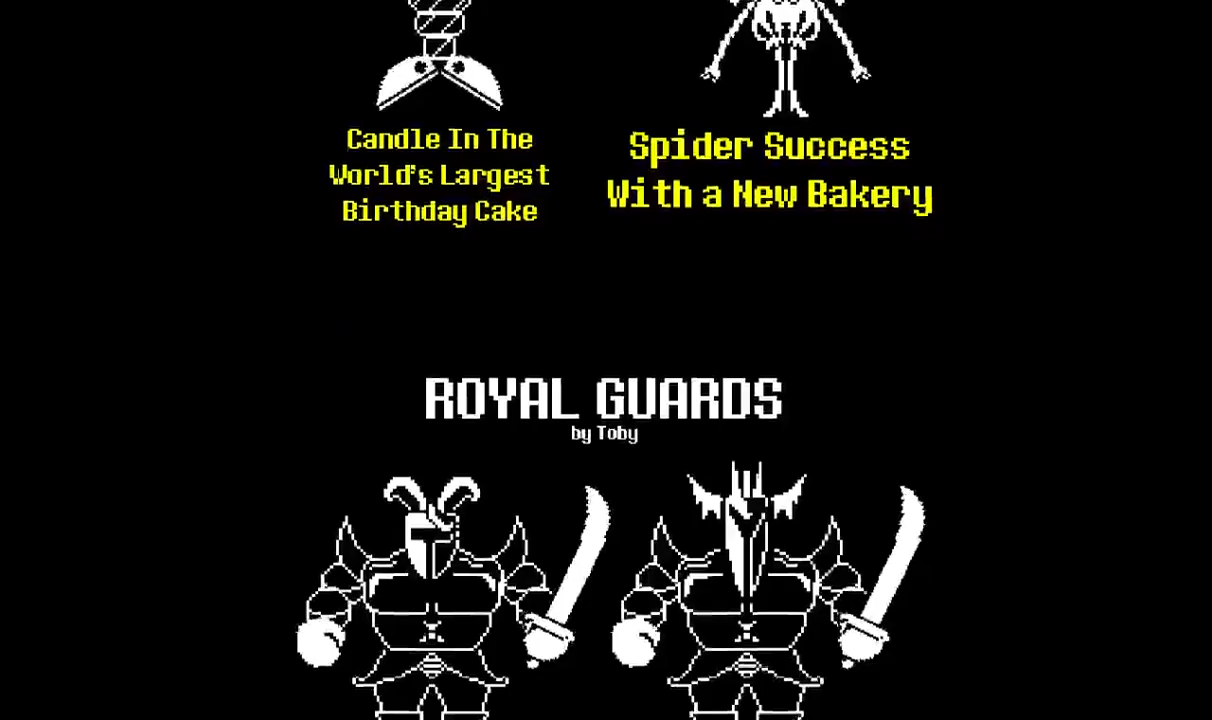 Candle In The
World's Largest
Birthday Cake
Spider Success
With a New Bakery
ROYAL GUARDS
by Toby